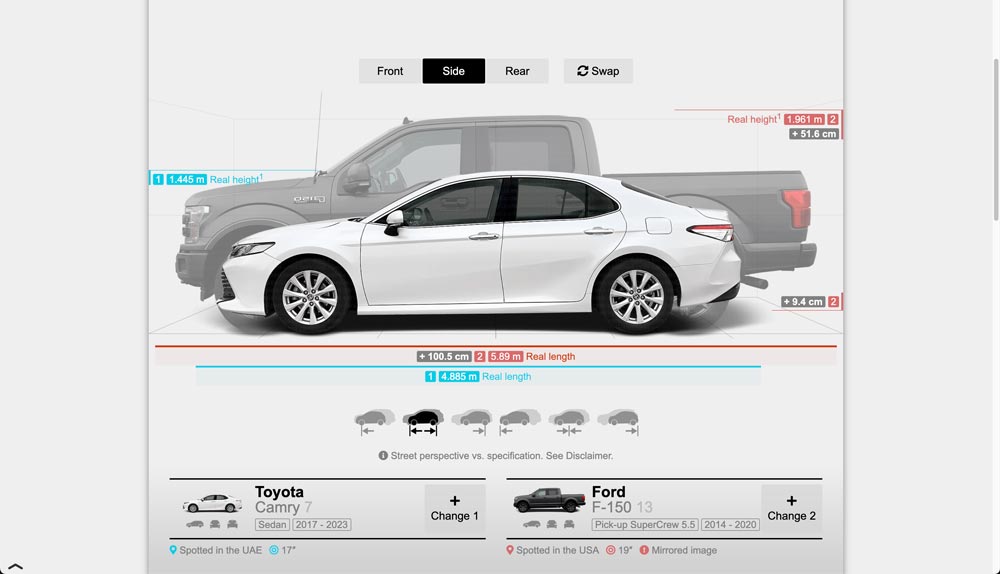 Front Side Rear Swap
Real height1 1.961 m 2
+ 51.6 cm
1 1.445 m Real height1
+ 9.4 cm 2
+ 100.5 cm 2 5.89 m Real length
1 4.885 m Real length
Street perspective vs. specification. See Disclaimer.
Toyota
Camry 7
Sedan 2017 - 2023
+
Change 1
Spotted in the UAE 17″
Ford
F-150 13
Pick-up SuperCrew 5.5 2014 - 2020
+
Change 2
Spotted in the USA 19″ Mirrored image